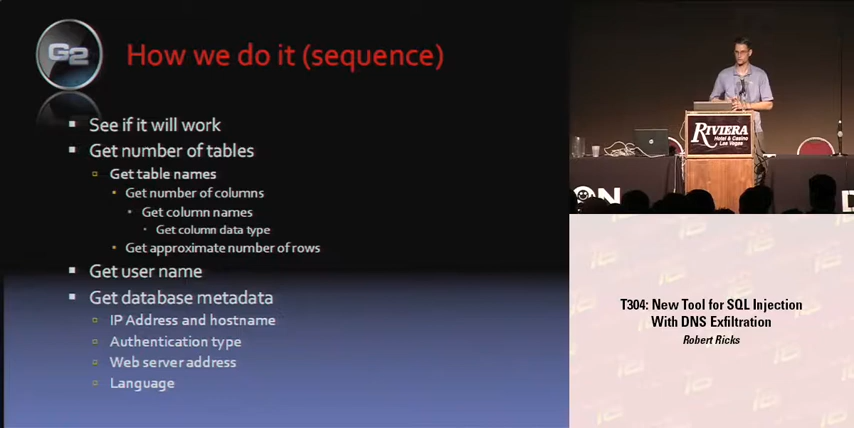 G2
How we do it (sequence)
See if it will work
Get number of tables
Get table names
Get number of columns
Get column names
Get column data type
Get approximate number of rows
Get user name
Get database metadata
IP Address and hostname
Authentication type
Web server address
Language
RIVIERA
Hotel & Casino
Las Vegas
ON
D
T304: New Tool for SQL Injection
With DNS Exfiltration
Robert Ricks